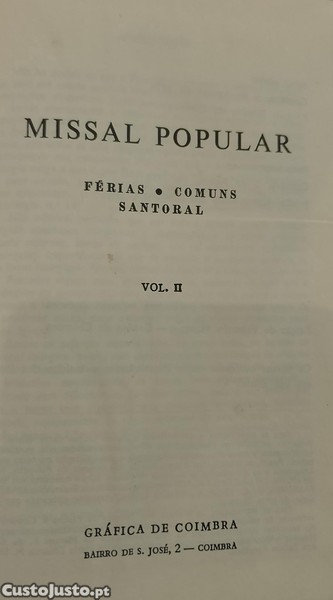 MISSAL POPULAR
FÉRIAS • COMUNS
SANTORAL
VOL. II
GRÁFICA DE COIMBRA
BAIRRO DE S. JOSÉ, 2 — COIMBRA
CustoJusto.pt